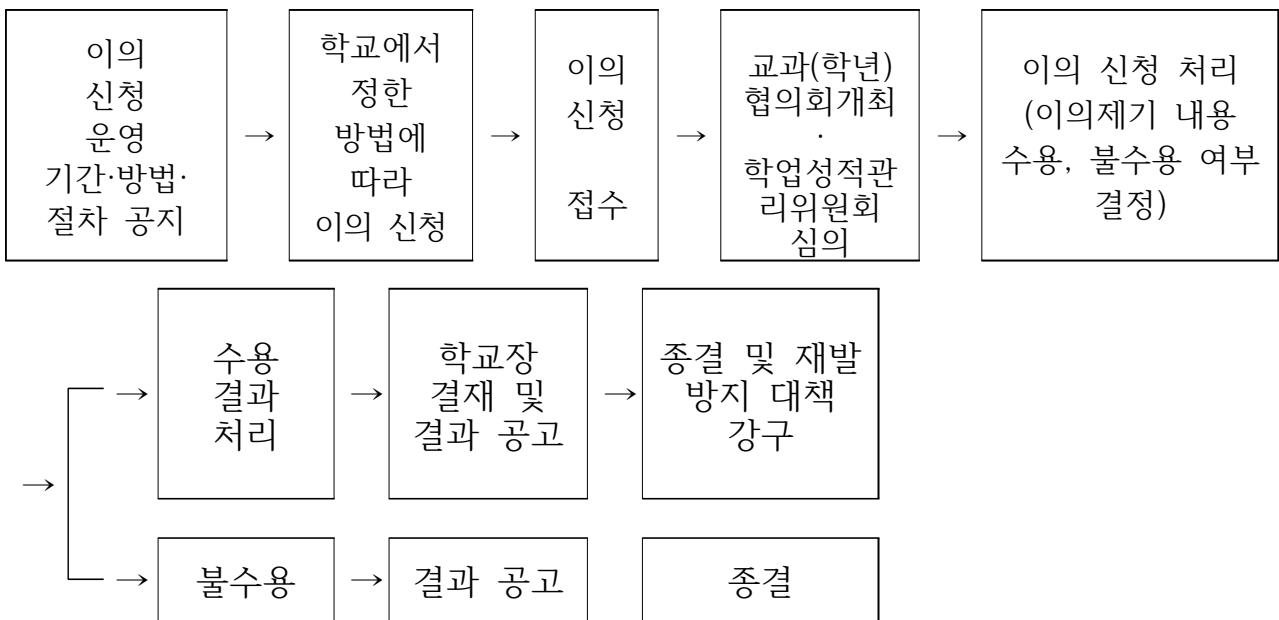 이의
신청
운영
기간·방법·
절차 공지
→
학교에서
정한
방법에
따라
이의 신청
→
이의
신청
접수
→
교과(학년)
협의회개최
·
학업성적관
리위원회
심의
→
이의 신청 처리
(이의제기 내용
수용, 불수용 여부
결정)
→
→
수용
결과
처리
→
학교장
결재 및
결과 공고
→
종결 및 재발
방지 대책
강구
→
불수용
→
결과 공고
종결